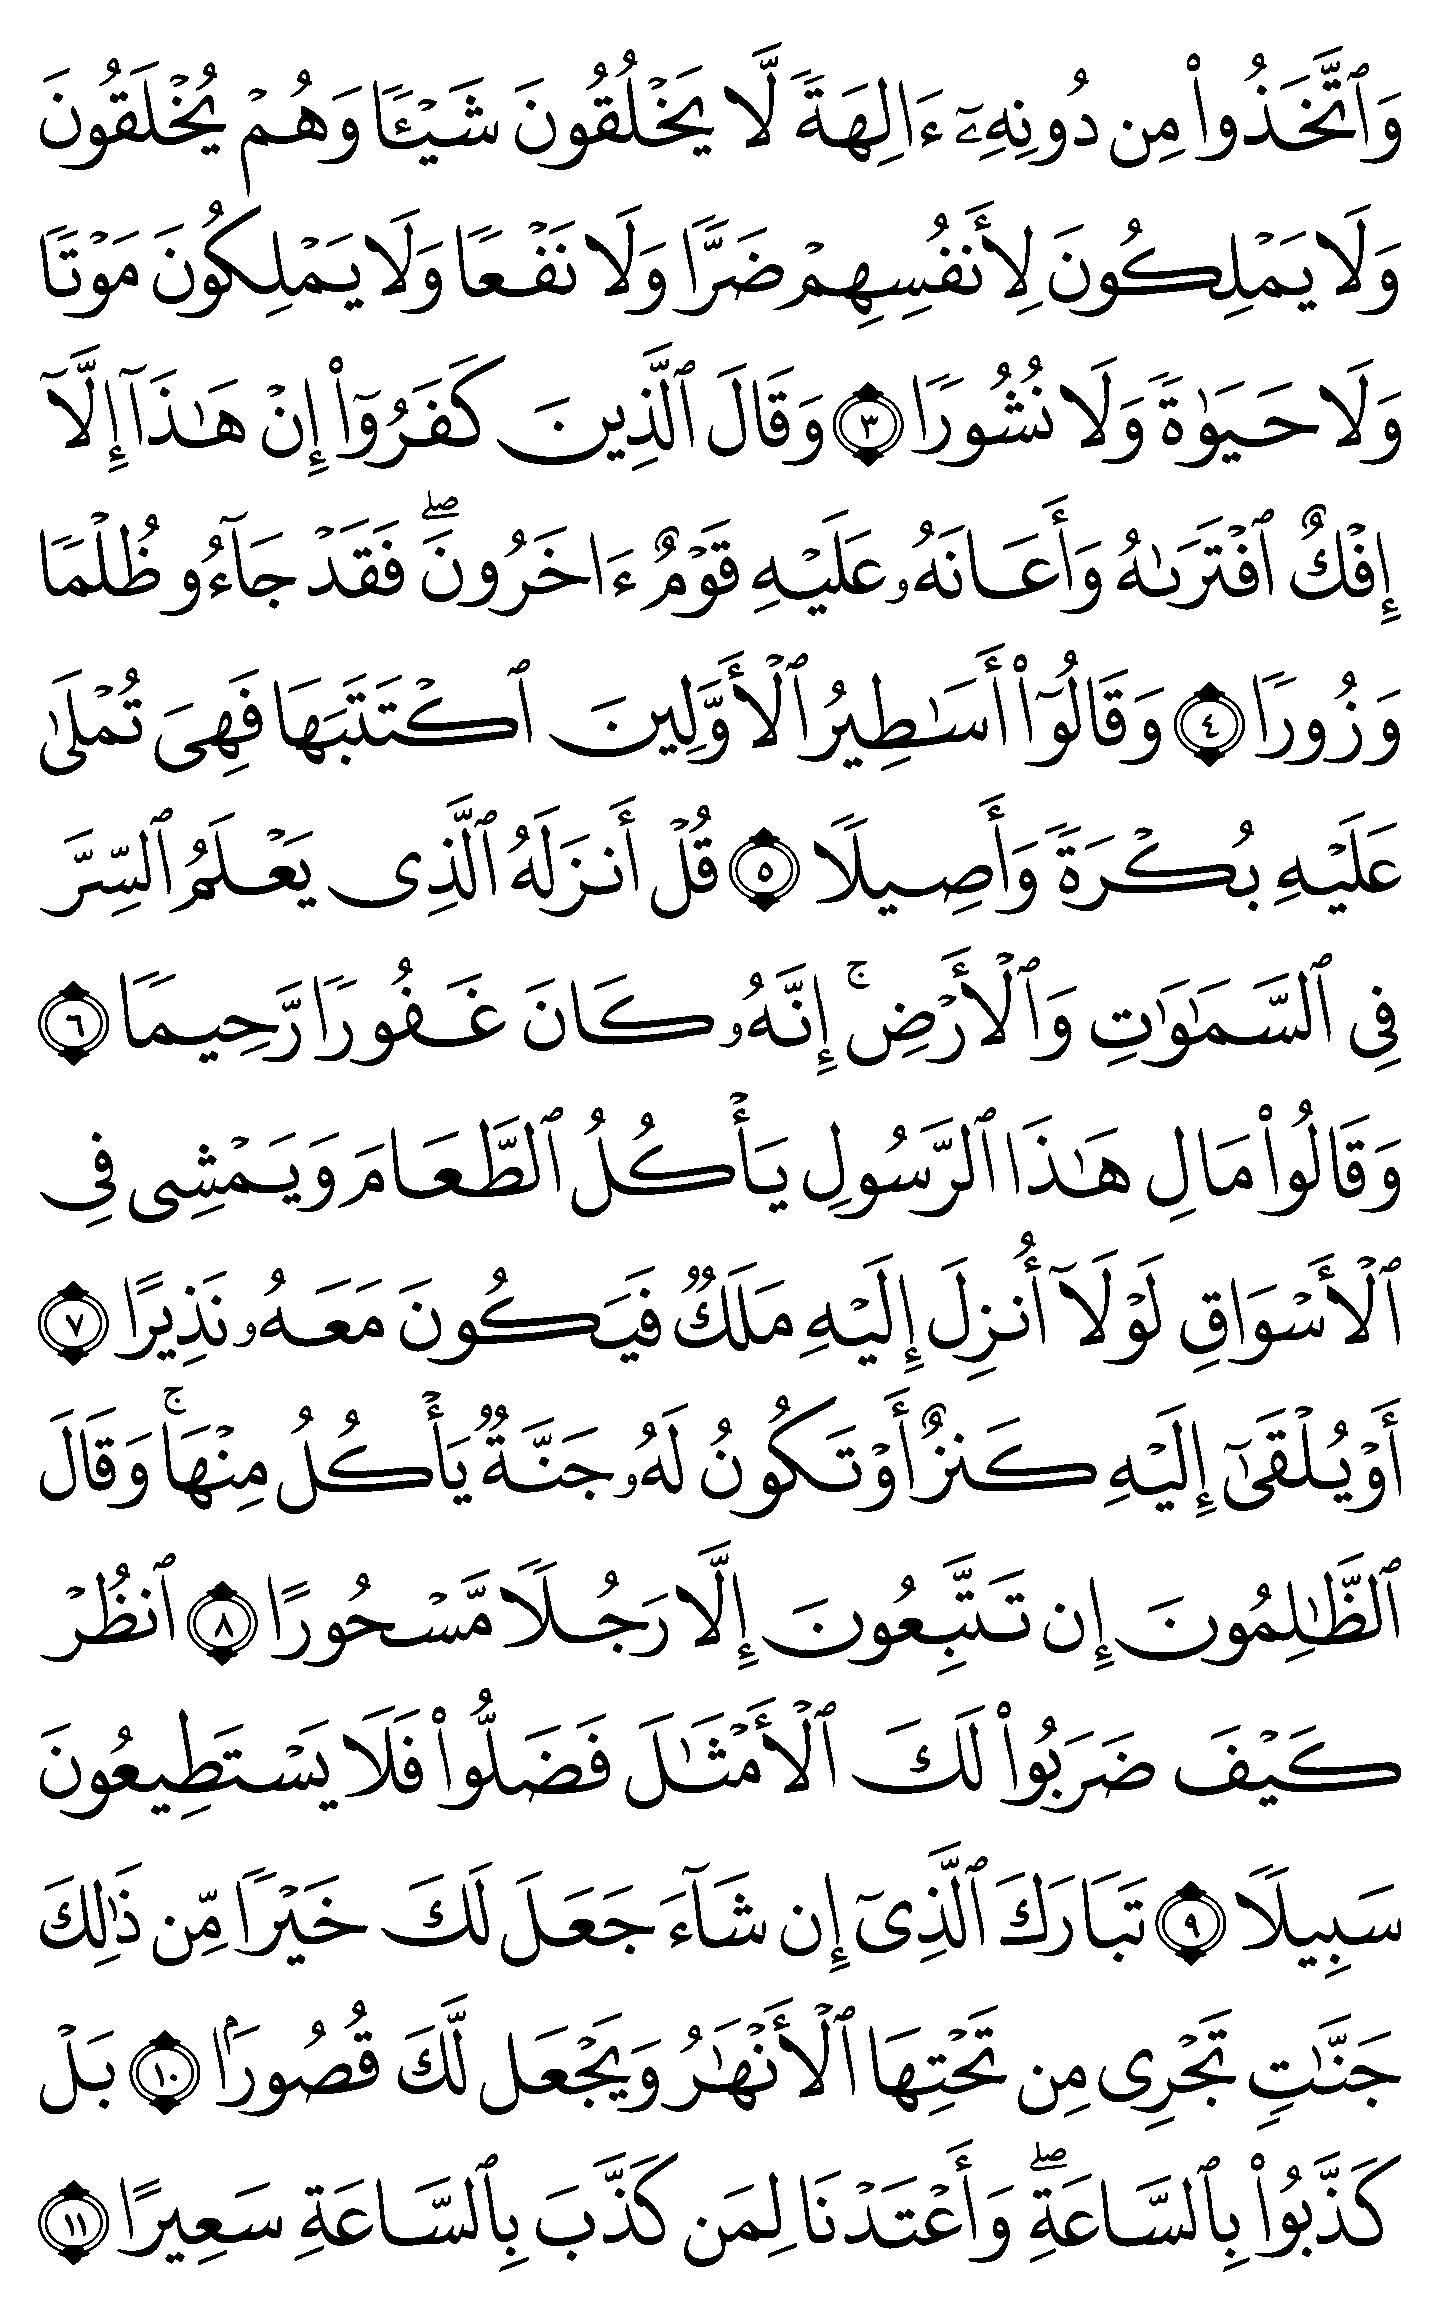 وَٱتَّخَذُوا۟ مِن دُونِهِۦٓ ءَالِهَةً لَّا يَخْلُقُونَ شَيْـًٔا وَهُمْ يُخْلَقُونَ
وَلَا يَمْلِكُونَ لِأَنفُسِهِمْ ضَرًّا وَلَا نَفْعًا وَلَا يَمْلِكُونَ مَوْتًا
وَلَا حَيَوٰةً وَلَا نُشُورًا ٣ وَقَالَ ٱلَّذِينَ كَفَرُوٓا۟ إِنْ هَـٰذَآ إِلَّآ
إِفْكٌ ٱفْتَرَىٰهُ وَأَعَانَهُۥ عَلَيْهِ قَوْمٌ ءَاخَرُونَ ۖ فَقَدْ جَآءُو ظُلْمًا
وَزُورًا ٤ وَقَالُوٓا۟ أَسَـٰطِيرُ ٱلْأَوَّلِينَ ٱكْتَتَبَهَا فَهِىَ تُمْلَىٰ
عَلَيْهِ بُكْرَةً وَأَصِيلًا ٥ قُلْ أَنزَلَهُ ٱلَّذِى يَعْلَمُ ٱلسِّرَّ
فِى ٱلسَّمَـٰوَٰتِ وَٱلْأَرْضِ ۚ إِنَّهُۥ كَانَ غَفُورًا رَّحِيمًا ٦
وَقَالُوا۟ مَالِ هَـٰذَا ٱلرَّسُولِ يَأْكُلُ ٱلطَّعَامَ وَيَمْشِى فِى
ٱلْأَسْوَاقِ لَوْلَآ أُنزِلَ إِلَيْهِ مَلَكٌ فَيَكُونَ مَعَهُۥ نَذِيرًا ٧
أَوْ يُلْقَىٰٓ إِلَيْهِ كَنزٌ أَوْ تَكُونُ لَهُۥ جَنَّةٌ يَأْكُلُ مِنْهَا ۚ وَقَالَ
ٱلظَّـٰلِمُونَ إِن تَتَّبِعُونَ إِلَّا رَجُلًا مَّسْحُورًا ٨ ٱنظُرْ
كَيْفَ ضَرَبُوا۟ لَكَ ٱلْأَمْثَـٰلَ فَضَلُّوا۟ فَلَا يَسْتَطِيعُونَ
سَبِيلًا ٩ تَبَارَكَ ٱلَّذِىٓ إِن شَآءَ جَعَلَ لَكَ خَيْرًا مِّن ذَٰلِكَ
جَنَّـٰتٍ تَجْرِى مِن تَحْتِهَا ٱلْأَنْهَـٰرُ وَيَجْعَل لَّكَ قُصُورًۢا ١٠ بَلْ
كَذَّبُوا۟ بِٱلسَّاعَةِ ۖ وَأَعْتَدْنَا لِمَن كَذَّبَ بِٱلسَّاعَةِ سَعِيرًا ١١